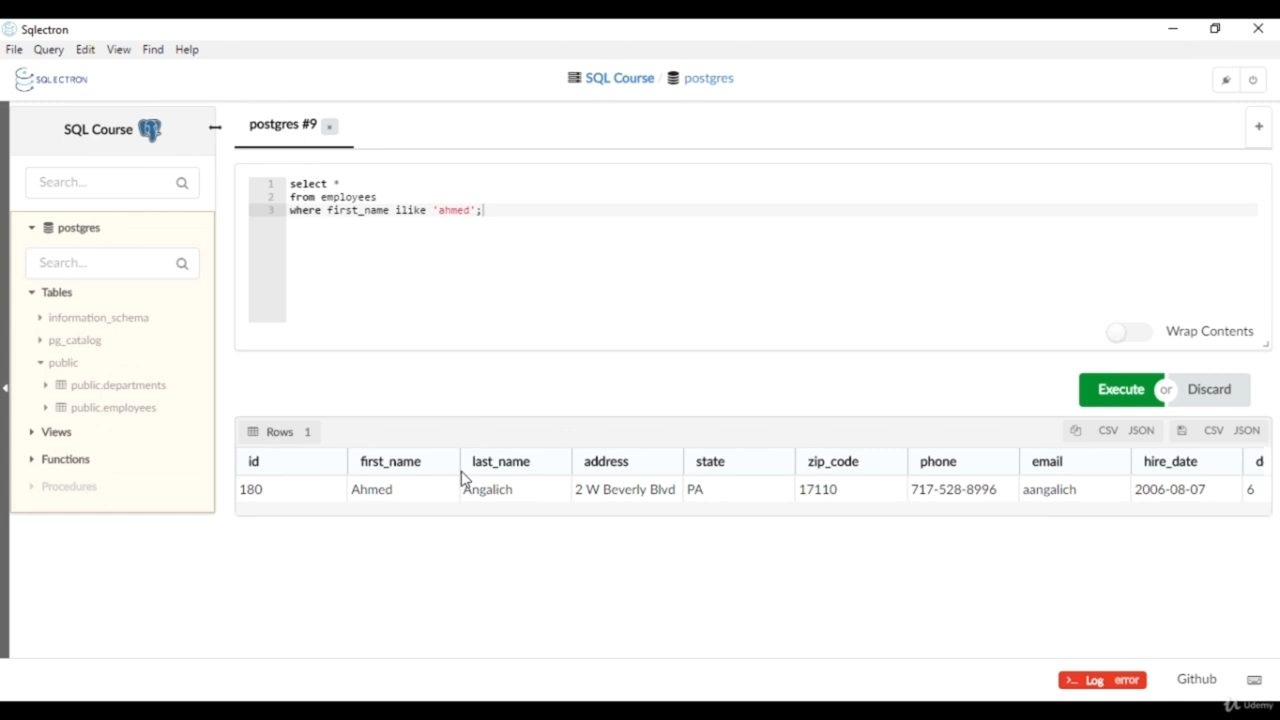 Sqlectron
File Query Edit View Find Help
SQLECTRON
SQL Course / postgres
SQL Course
postgres #9 ×
+
Search...
1 select *
2 from employees
3 where first_name ilike 'ahmed';
postgres
Search...
Tables
information_schema
pg_catalog
public
public.departments
public.employees
Views
Functions
Procedures
Wrap Contents
Execute or Discard
Rows 1 CSV JSON CSV JSON
id first_name last_name address state zip_code phone email hire_date d
180 Ahmed Angalich 2 W Beverly Blvd PA 17110 717-528-8996 aangalich 2006-08-07 6
>_ Log error Github
Udemy